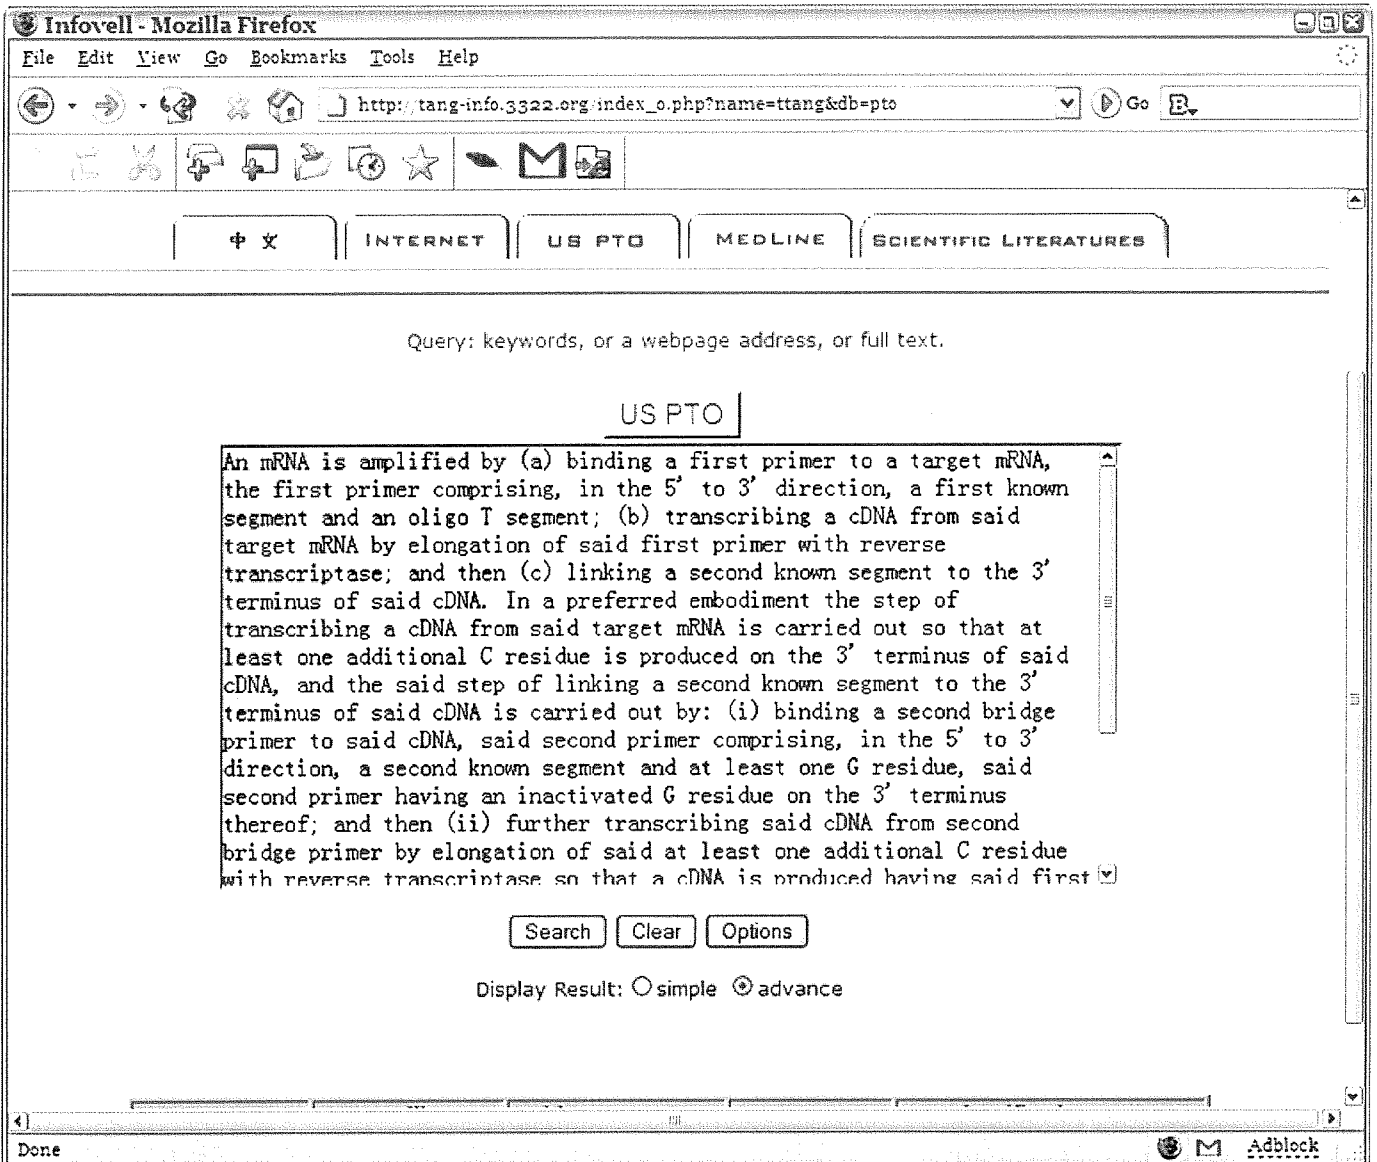 Infovell - Mozilla Firefox
File Edit View Go Bookmarks Tools Help
http://tang-info.3322.org/index_o.php?name=ttang&db=pto Go
中文 INTERNET US PTO MEDLINE SCIENTIFIC LITERATURES
Query: keywords, or a webpage address, or full text.
US PTO
An mRNA is amplified by (a) binding a first primer to a target mRNA,
the first primer comprising, in the 5' to 3' direction, a first known
segment and an oligo T segment; (b) transcribing a cDNA from said
target mRNA by elongation of said first primer with reverse
transcriptase; and then (c) linking a second known segment to the 3'
terminus of said cDNA. In a preferred embodiment the step of
transcribing a cDNA from said target mRNA is carried out so that at
least one additional C residue is produced on the 3' terminus of said
cDNA, and the said step of linking a second known segment to the 3'
terminus of said cDNA is carried out by: (i) binding a second bridge
primer to said cDNA, said second primer comprising, in the 5' to 3'
direction, a second known segment and at least one G residue, said
second primer having an inactivated G residue on the 3' terminus
thereof; and then (ii) further transcribing said cDNA from second
bridge primer by elongation of said at least one additional C residue
with reverse transcriptase so that a cDNA is produced having said first
Search Clear Options
Display Result: simple advance
Done Adblock